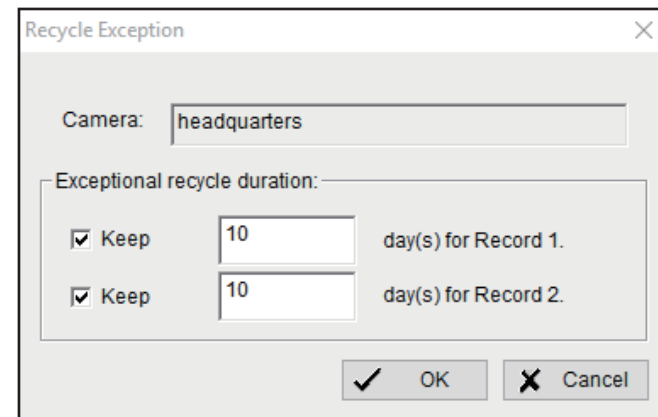 Recycle Exception
Camera: headquarters
Exceptional recycle duration:
Keep 10 day(s) for Record 1.
Keep 10 day(s) for Record 2.
OK Cancel